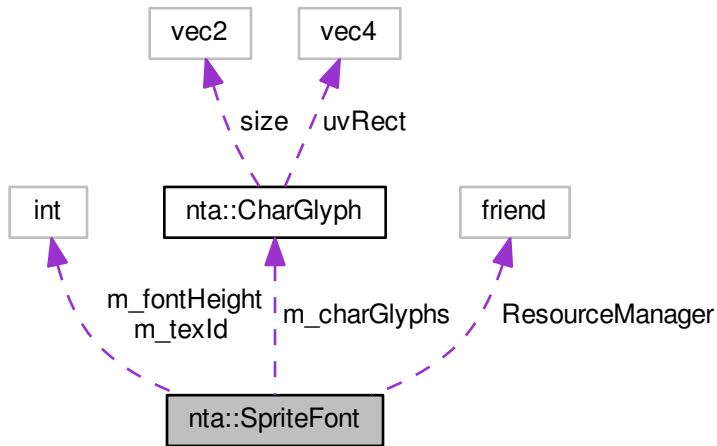 vec2
vec4
size
uvRect
int
nta::CharGlyph
friend
m_fontHeight
m_texId
m_charGlyphs
ResourceManager
nta::SpriteFont